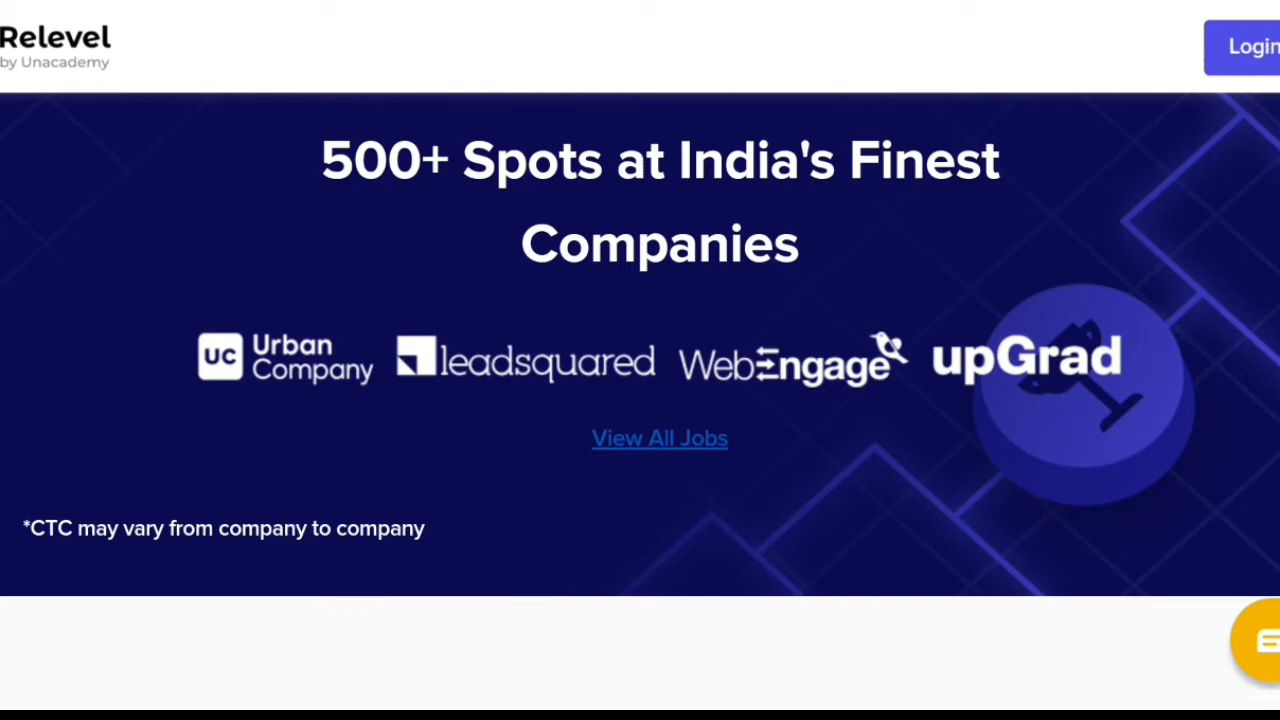 Relevel
by Unacademy
Login
500+ Spots at India's Finest
Companies
UC Urban Company
leadsquared
WebEngage
upGrad
View All Jobs
*CTC may vary from company to company